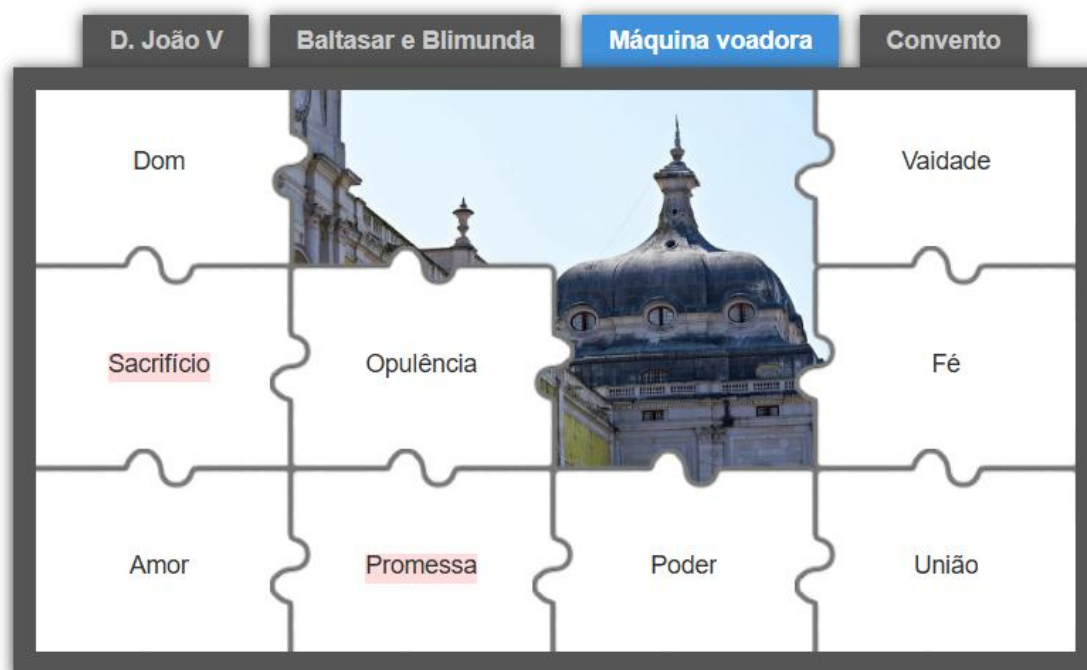 D. João V
Baltasar e Blimunda
Máquina voadora
Convento
Dom
Vaidade
Sacrifício
Opulência
Fé
Amor
Promessa
Poder
União